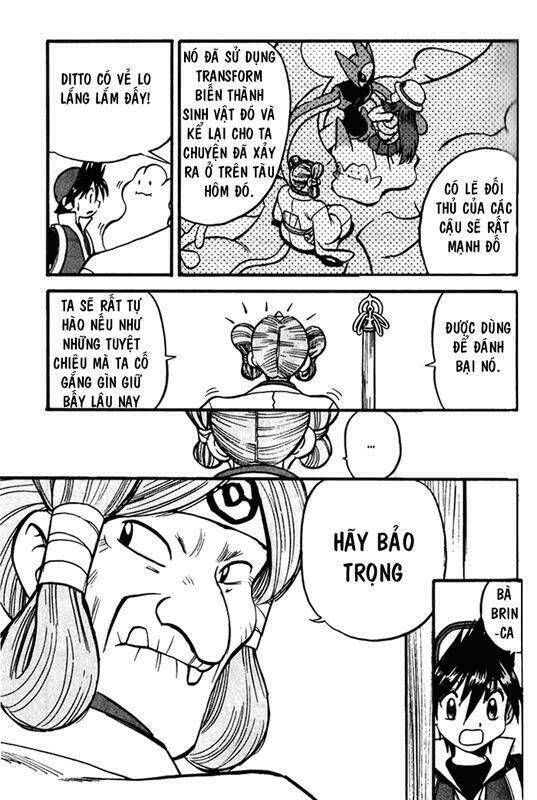 DITTO CÓ VẺ LO
LẮNG LẮM ĐẤY!
NÓ ĐÃ SỬ DỤNG
TRANSFORM
BIẾN THÀNH
SINH VẬT ĐÓ VÀ
KỂ LẠI CHO TA
CHUYỆN ĐÃ XẢY
RA Ở TRÊN TÀU
HÔM ĐÓ.
CÓ LẼ ĐỐI
THỦ CỦA CÁC
CẬU SẼ RẤT
MẠNH ĐÓ
TA SẼ RẤT TỰ
HÀO NẾU NHƯ
NHỮNG TUYỆT
CHIÊU MÀ TA CỐ
GẮNG GÌN GIỮ
BẤY LÂU NAY
ĐƯỢC DÙNG
ĐỂ ĐÁNH
BẠI NÓ.
...
HÃY BẢO
TRỌNG
BÀ
BRIN
-CA